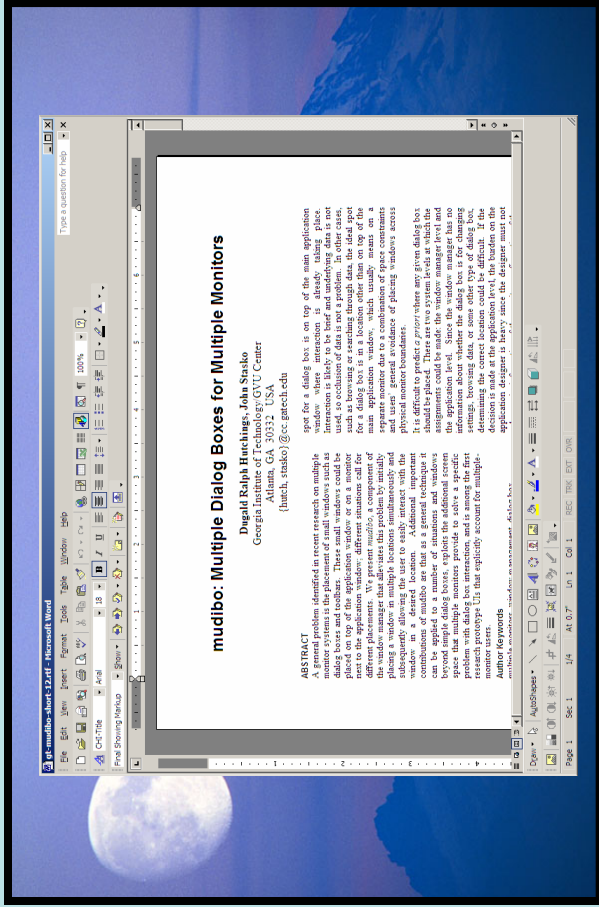 gt-mudibo-short-12.rtf - Microsoft Word
File Edit View Insert Format Tools Table Window Help
Type a question for help
100%
CHI-Title Arial 18 B I U
Final Showing Markup Show
mudibo: Multiple Dialog Boxes for Multiple Monitors
Dugald Ralph Hutchings, John Stasko
Georgia Institute of Technology/GVU Center
Atlanta, GA 30332 USA
{hutch, stasko}@cc.gatech.edu
ABSTRACT
A general problem identified in recent research on multiple
monitor systems is the placement of small windows such as
dialog boxes and toolbars. These small windows could be
placed on top of the application window or on a monitor
next to the application window; different situations call for
different placements. We present mudibo, a component of
the window manager that alleviates this problem by initially
placing a window in multiple locations simultaneously and
subsequently allowing the user to easily interact with the
window in a desired location. Additional important
contributions of mudibo are that as a general technique it
can be applied to a number of situations and windows
beyond simple dialog boxes, exploits the additional screen
space that multiple monitors provide to solve a specific
problem with dialog box interaction, and is among the first
research prototype UIs that explicitly account for multiple-
monitor users.
Author Keywords
multiple monitors, window management, dialog box
spot for a dialog box is on top of the main application
window where interaction is already taking place.
Interaction is likely to be brief and underlying data is not
used, so occlusion of data is not a problem. In other cases,
such as browsing or searching through data, the ideal spot
for a dialog box is in a location other than on top of the
main application window, which usually means on a
separate monitor due to a combination of space constraints
and users' general avoidance of placing windows across
physical monitor boundaries.
It is difficult to predict a priori where any given dialog box
should be placed. There are two system levels at which the
assignments could be made: the window manager level and
the application level. Since the window manager has no
information about whether the dialog box is for changing
settings, browsing data, or some other type of dialog box,
determining the correct location could be difficult. If the
decision is made at the application level, the burden on the
application designer is heavy since the designer must not
Draw AutoShapes
Page 1 Sec 1 1/4 At 0.7" Ln 1 Col 1 REC TRK EXT OVR